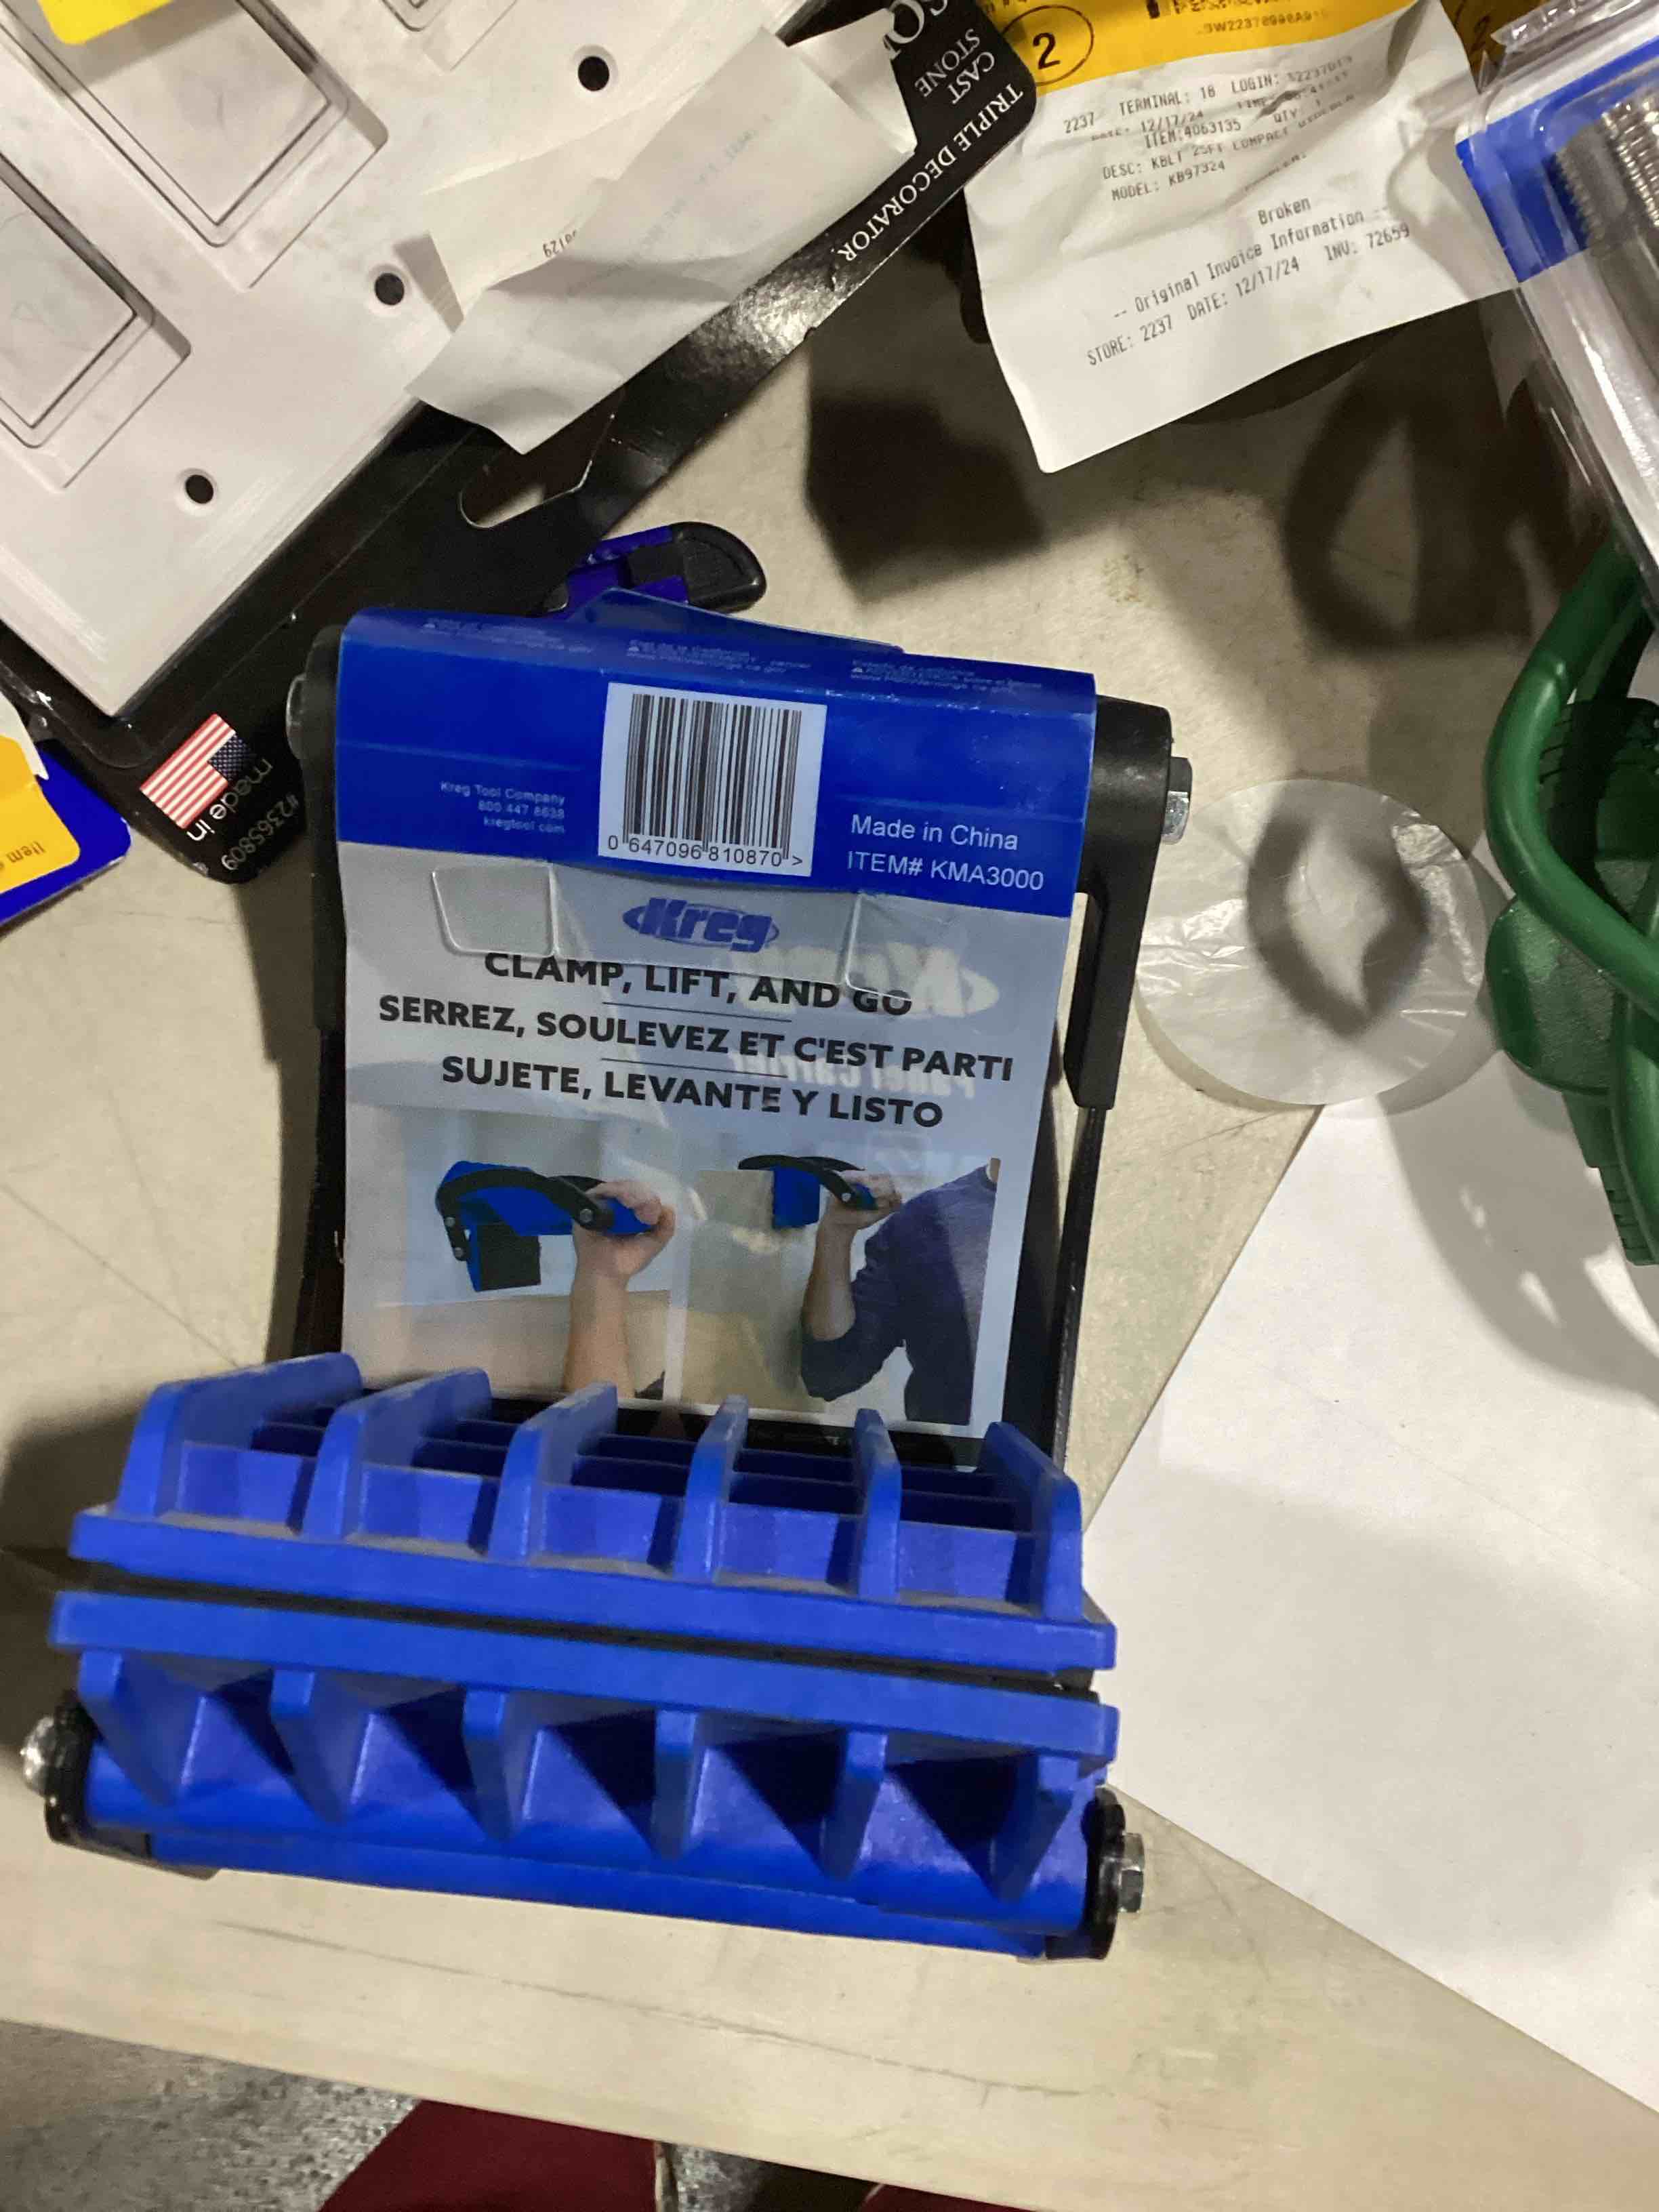 CAST
STONE
TRIPLE DECORATOR
made in
#2365809
Item
2
2237 TERMINAL: 18 LOGIN:
DATE: 12/17/24
ITEM:4063135 QTY
DESC: KBLT 25FT COMPACT
MODEL: KB97324
Broken
-- Original Invoice Information --
STORE: 2237 DATE: 12/17/24 INV: 72659
Kreg Tool Company
800 447 8638
kregtool.com
0 647096 810870 >
Made in China
ITEM# KMA3000
Kreg
CLAMP, LIFT, AND GO
SERREZ, SOULEVEZ ET C'EST PARTI
SUJETE, LEVANTE Y LISTO